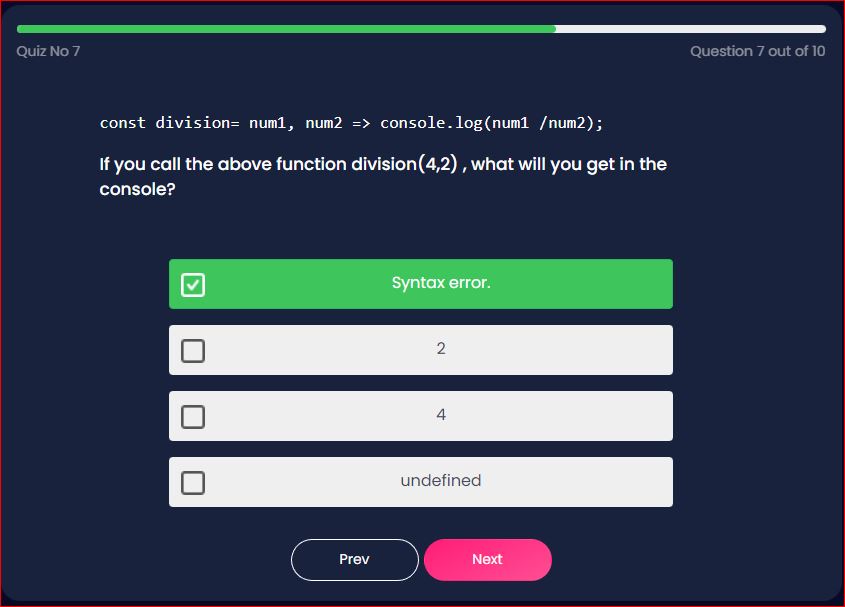 Quiz No 7
Question 7 out of 10
const division= num1, num2 => console.log(num1 /num2);
If you call the above function division(4,2) , what will you get in the
console?
Syntax error.
2
4
undefined
Prev
Next